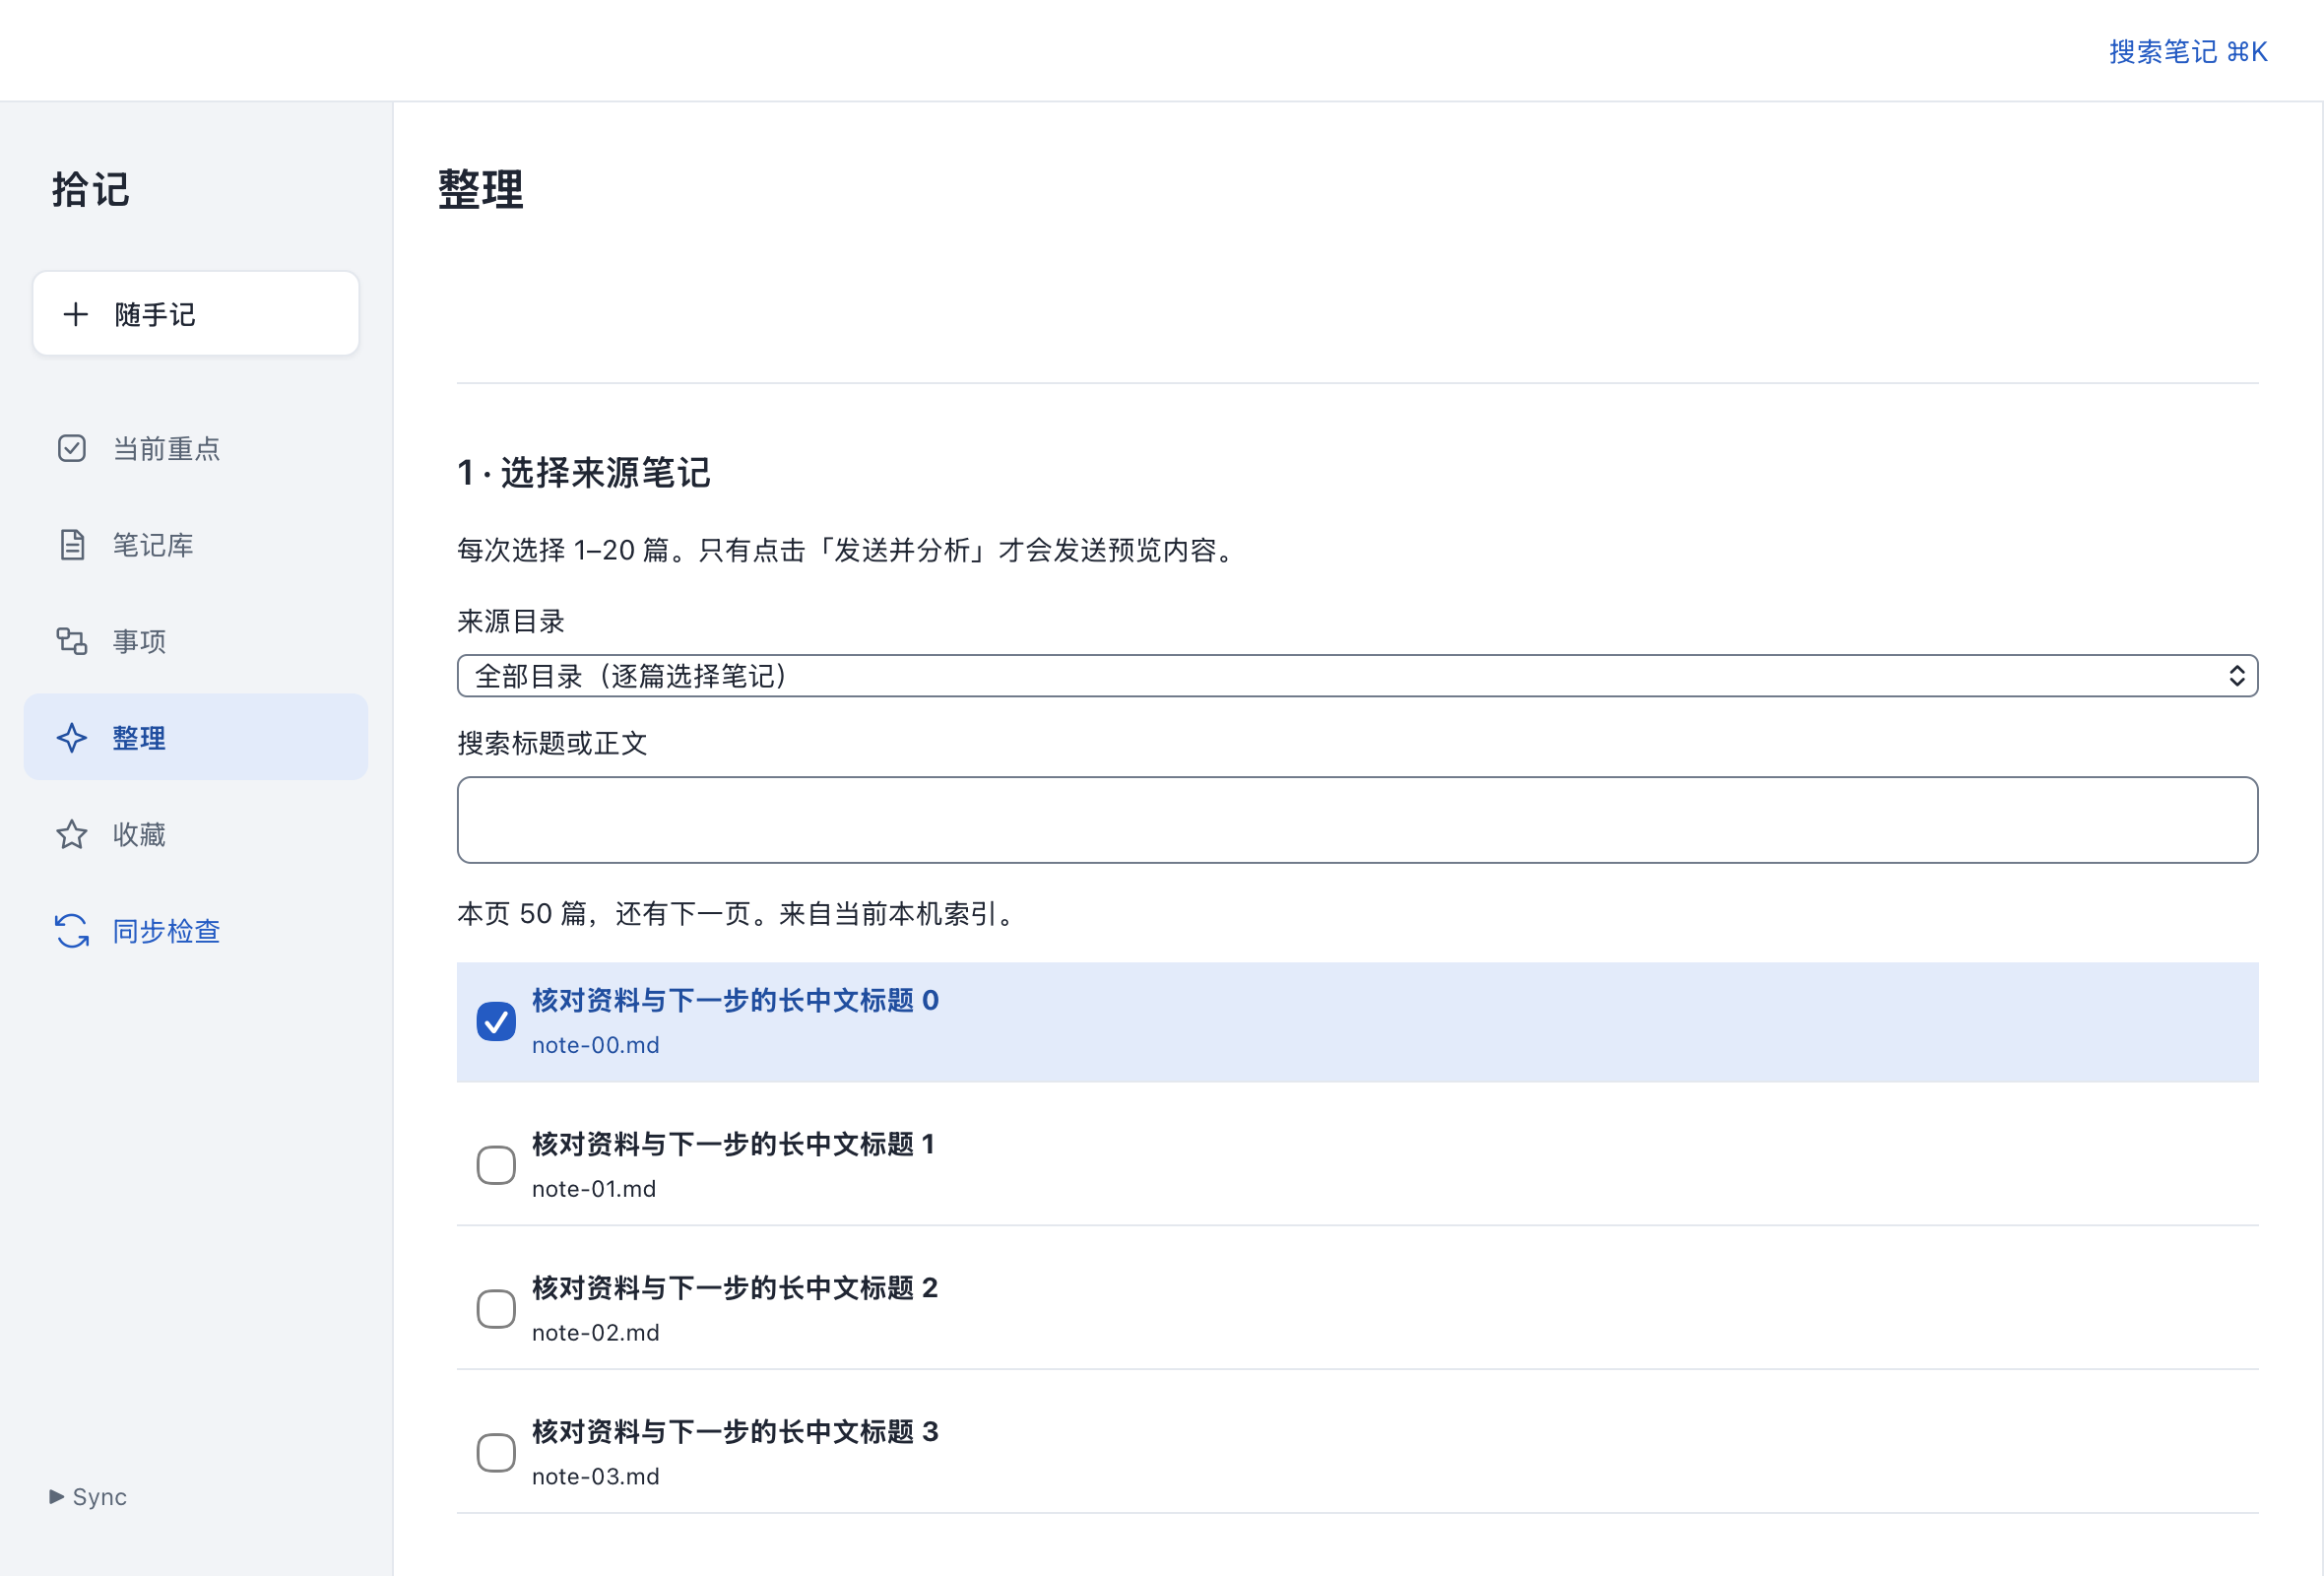 搜索笔记 ⌘K
拾记
随手记
当前重点
笔记库
事项
整理
收藏
同步检查
Sync
整理
1 · 选择来源笔记
每次选择 1–20 篇。只有点击「发送并分析」才会发送预览内容。
来源目录
全部目录（逐篇选择笔记）
搜索标题或正文
本页 50 篇，还有下一页。来自当前本机索引。
核对资料与下一步的长中文标题 0
note-00.md
核对资料与下一步的长中文标题 1
note-01.md
核对资料与下一步的长中文标题 2
note-02.md
核对资料与下一步的长中文标题 3
note-03.md